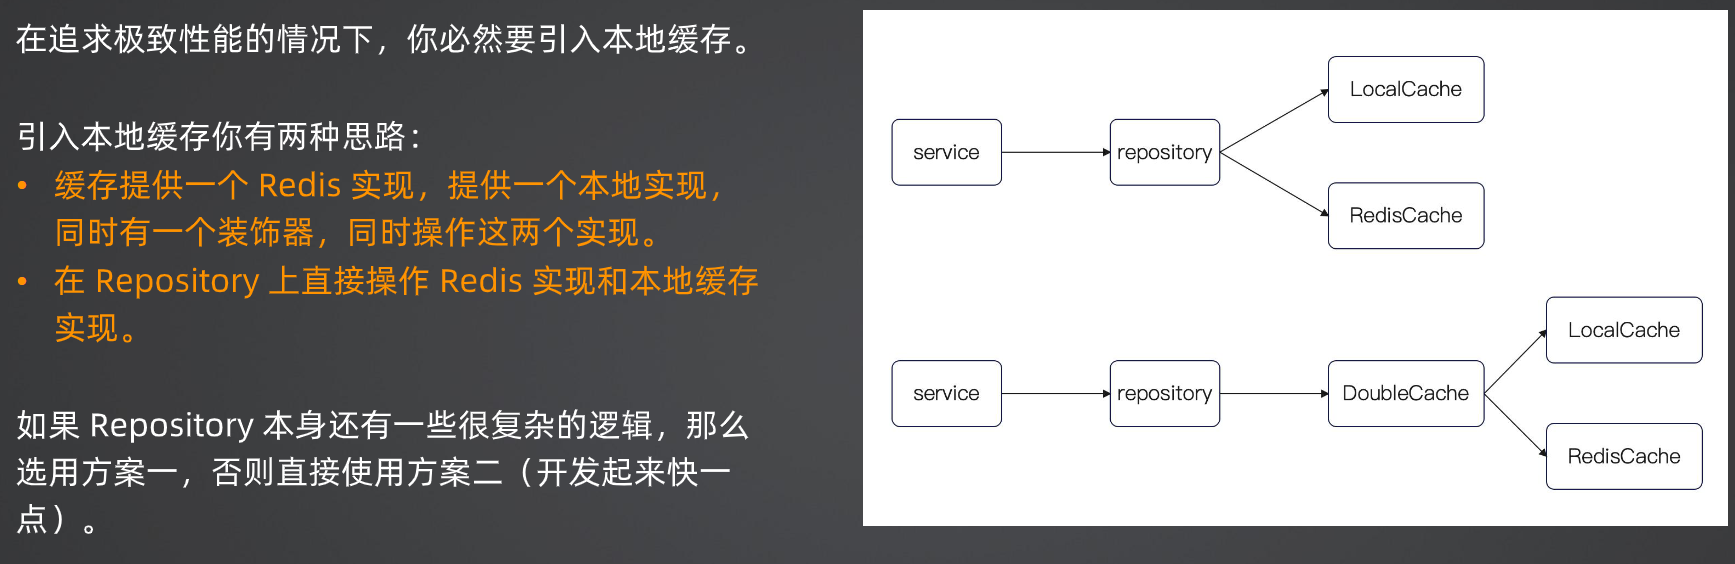 在追求极致性能的情况下，你必然要引入本地缓存。
引入本地缓存你有两种思路：
• 缓存提供一个 Redis 实现，提供一个本地实现，
同时有一个装饰器，同时操作这两个实现。
• 在 Repository 上直接操作 Redis 实现和本地缓存
实现。
如果 Repository 本身还有一些很复杂的逻辑，那么
选用方案一，否则直接使用方案二（开发起来快一
点）。
LocalCache
service
repository
RedisCache
LocalCache
service
repository
DoubleCache
RedisCache